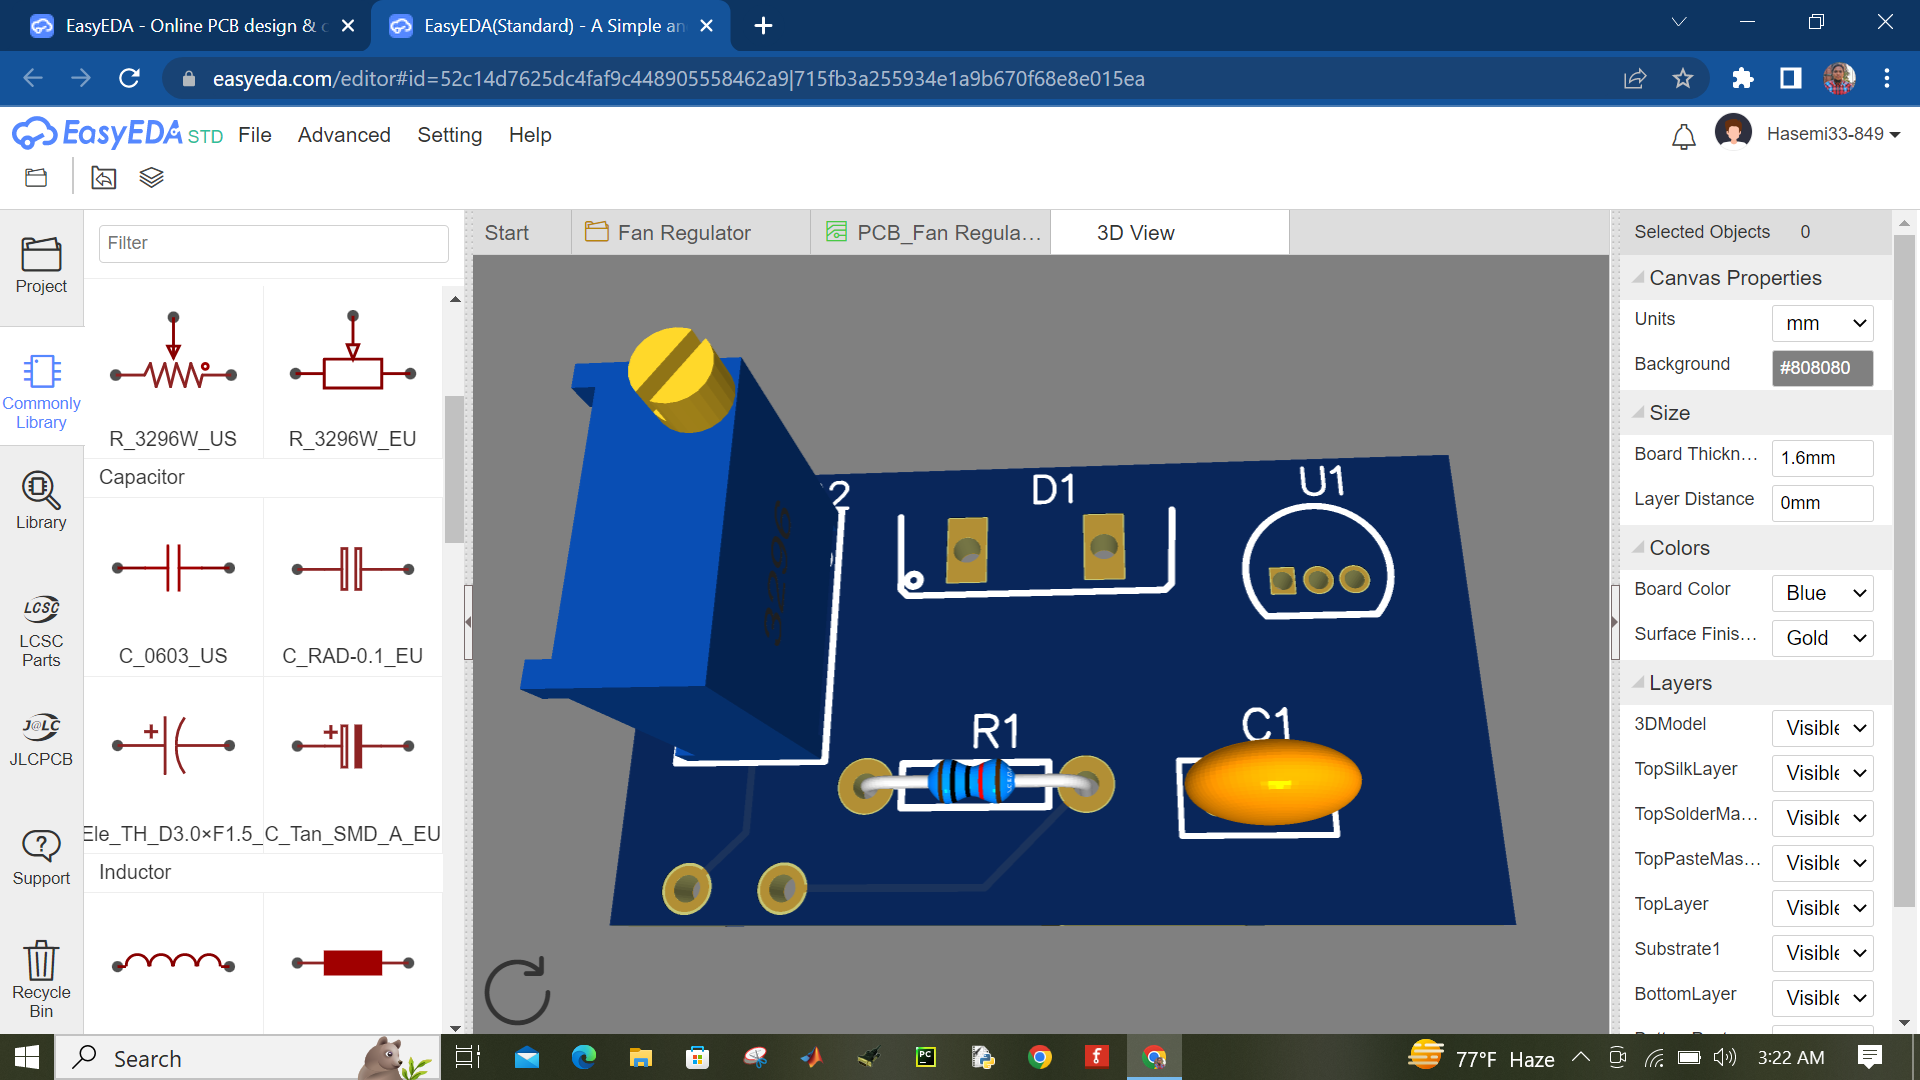 EasyEDA - Online PCB design & c
EasyEDA(Standard) - A Simple an
easyeda.com/editor#id=52c14d7625dc4faf9c448905558462a9|715fb3a255934e1a9b670f68e8e015ea
EasyEDA STD File Advanced Setting Help
Hasemi33-849
Project
Commonly
Library
Library
LCSC
LCSC
Parts
J@LC
JLCPCB
Support
Recycle
Bin
Filter
R_3296W_US R_3296W_EU
Capacitor
C_0603_US C_RAD-0.1_EU
Ele_TH_D3.0×F1.5_C_Tan_SMD_A_EU
Inductor
Start Fan Regulator PCB_Fan Regula... 3D View
2
D1
U1
3296
R1
C1
Selected Objects 0
Canvas Properties
Units mm
Background #808080
Size
Board Thickn... 1.6mm
Layer Distance 0mm
Colors
Board Color Blue
Surface Finis... Gold
Layers
3DModel Visible
TopSilkLayer Visible
TopSolderMa... Visible
TopPasteMas... Visible
TopLayer Visible
Substrate1 Visible
BottomLayer Visible
Search
PC
77°F Haze
3:22 AM